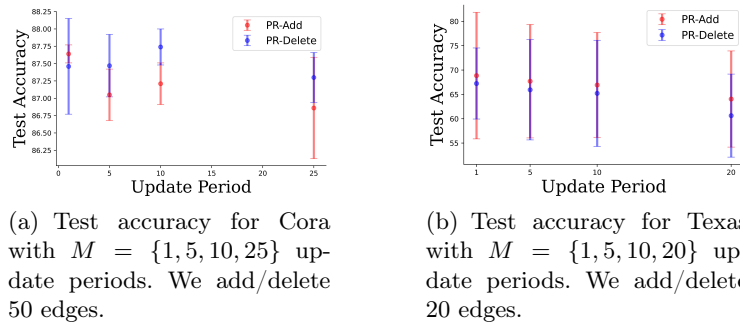 88.25
88.00
87.75
87.50
87.25
87.00
86.75
86.50
86.25
Test Accuracy
PR-Add
PR-Delete
0 5 10 15 20 25
Update Period
80
75
70
65
60
55
Test Accuracy
PR-Add
PR-Delete
1 5 10 20
Update Period
(a) Test accuracy for Cora
with M = {1, 5, 10, 25} up-
date periods. We add/delete
50 edges.
(b) Test accuracy for Texas
with M = {1, 5, 10, 20} up-
date periods. We add/delete
20 edges.